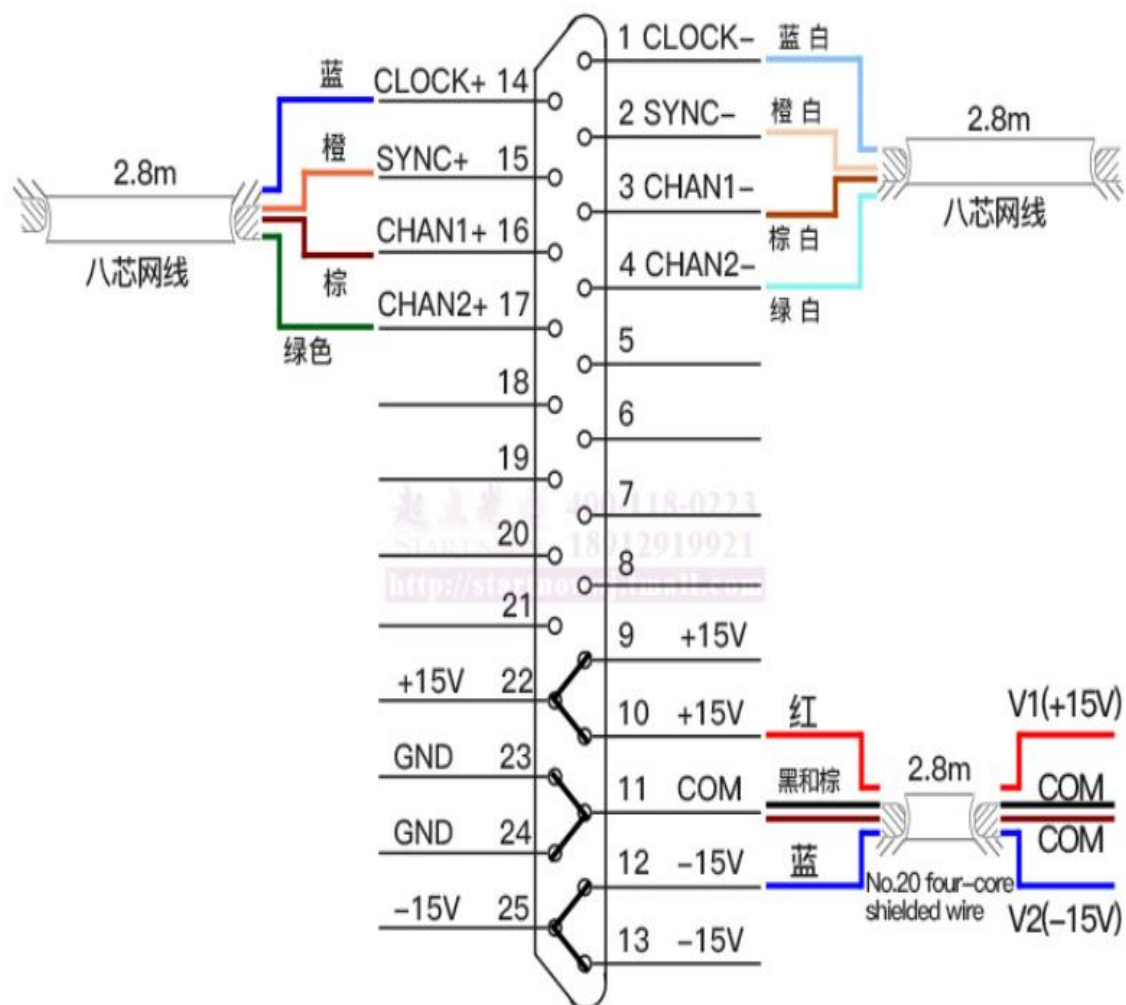 1 CLOCK- 蓝 白
蓝 CLOCK+ 14
2 SYNC- 橙 白
2.8m
橙 SYNC+ 15
2.8m
3 CHAN1-
八芯网线
棕 白
CHAN1+ 16
八芯网线
棕
4 CHAN2-
绿 白
CHAN2+ 17
绿色
5
18
6
19
7
400-118-0223
20
18912919921
8
21
9 +15V
+15V 22
10 +15V 红 V1(+15V)
GND 23
2.8m
11 COM 黑和棕 COM
GND 24
COM
12 -15V 蓝
No.20 four-core
shielded wire
-15V 25
V2(-15V)
13 -15V